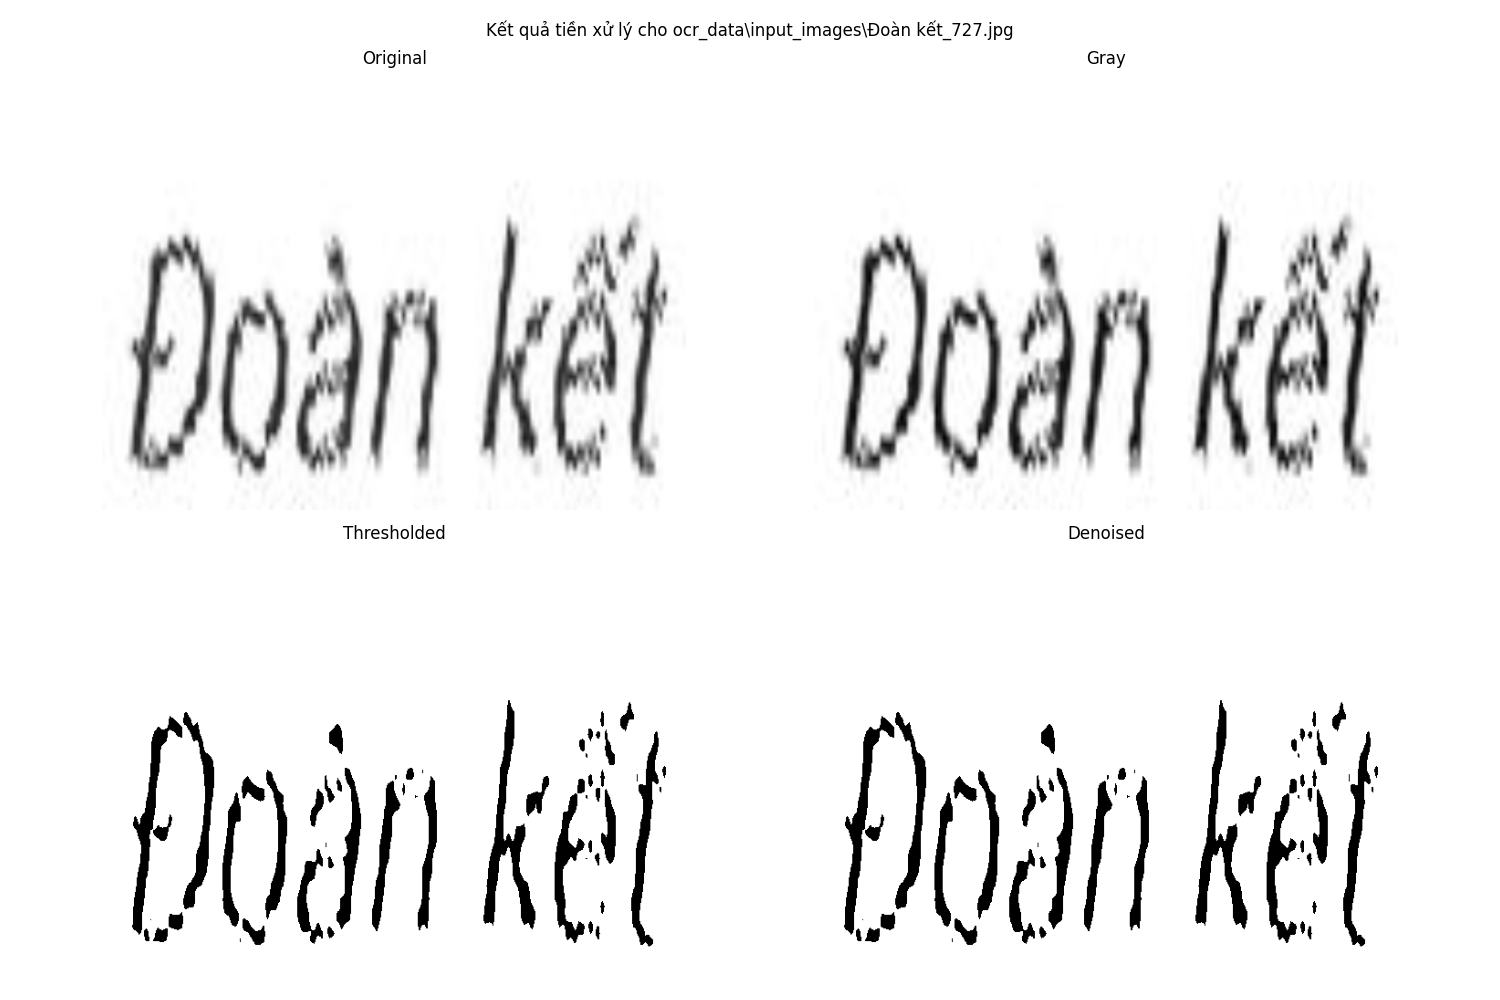 Kết quả tiền xử lý cho ocr_data\input_images\Đoàn kết_727.jpg
Original
Gray
Đoàn kết
Đoàn kết
Thresholded
Denoised
Đoàn kết
Đoàn kết